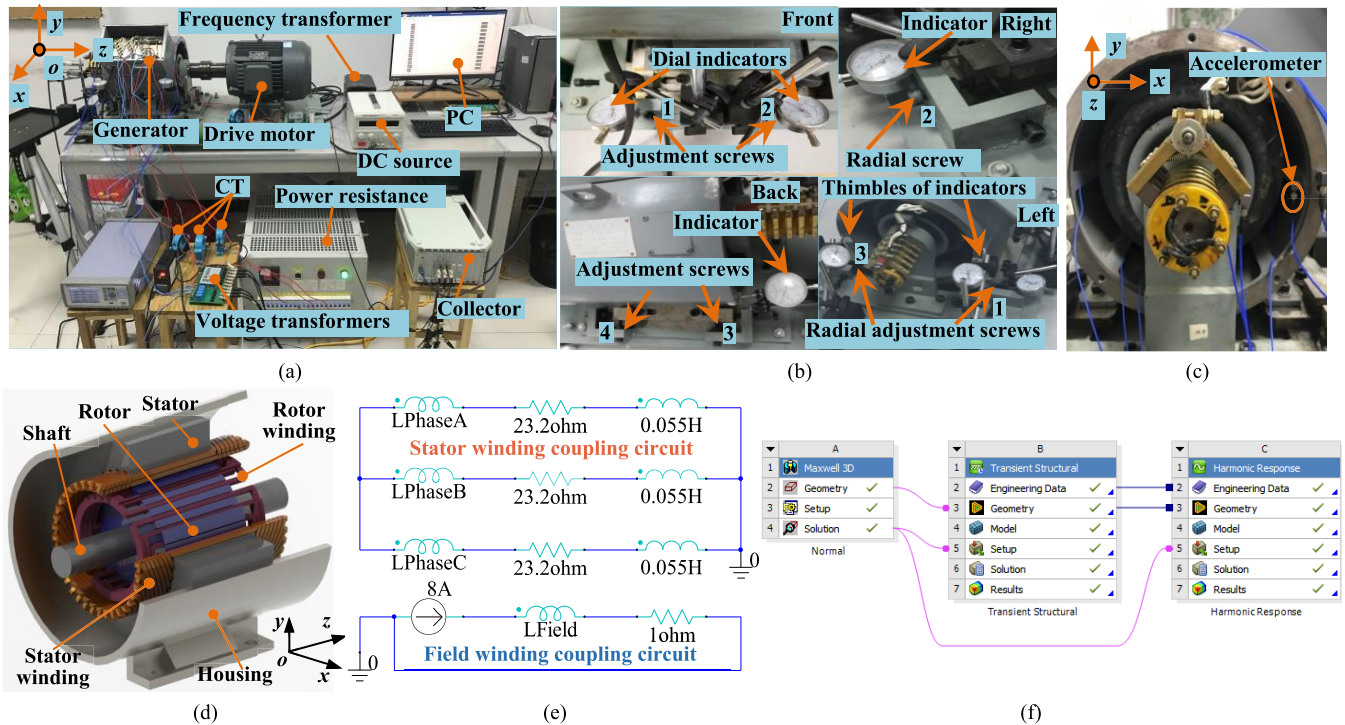 y
z
o
x
Frequency transformer
Generator
Drive motor
PC
DC source
CT
Power resistance
Voltage transformers
Collector
(a)
Front
Dial indicators
1
2
Adjustment screws
Indicator
Right
2
Radial screw
Back
Indicator
Adjustment screws
4
3
Thimbles of indicators
Left
3
1
Radial adjustment screws
(b)
y
x
z
Accelerometer
(c)
Shaft
Rotor
Stator
Rotor
winding
Stator
winding
Housing
y
z
o
x
(d)
LPhaseA
23.2ohm
0.055H
Stator winding coupling circuit
LPhaseB
23.2ohm
0.055H
LPhaseC
23.2ohm
0.055H
0
8A
LField
1ohm
0
Field winding coupling circuit
(e)
A
1 Maxwell 3D
2 Geometry
3 Setup
4 Solution
Normal
B
1 Transient Structural
2 Engineering Data
3 Geometry
4 Model
5 Setup
6 Solution
7 Results
Transient Structural
C
1 Harmonic Response
2 Engineering Data
3 Geometry
4 Model
5 Setup
6 Solution
7 Results
Harmonic Response
(f)